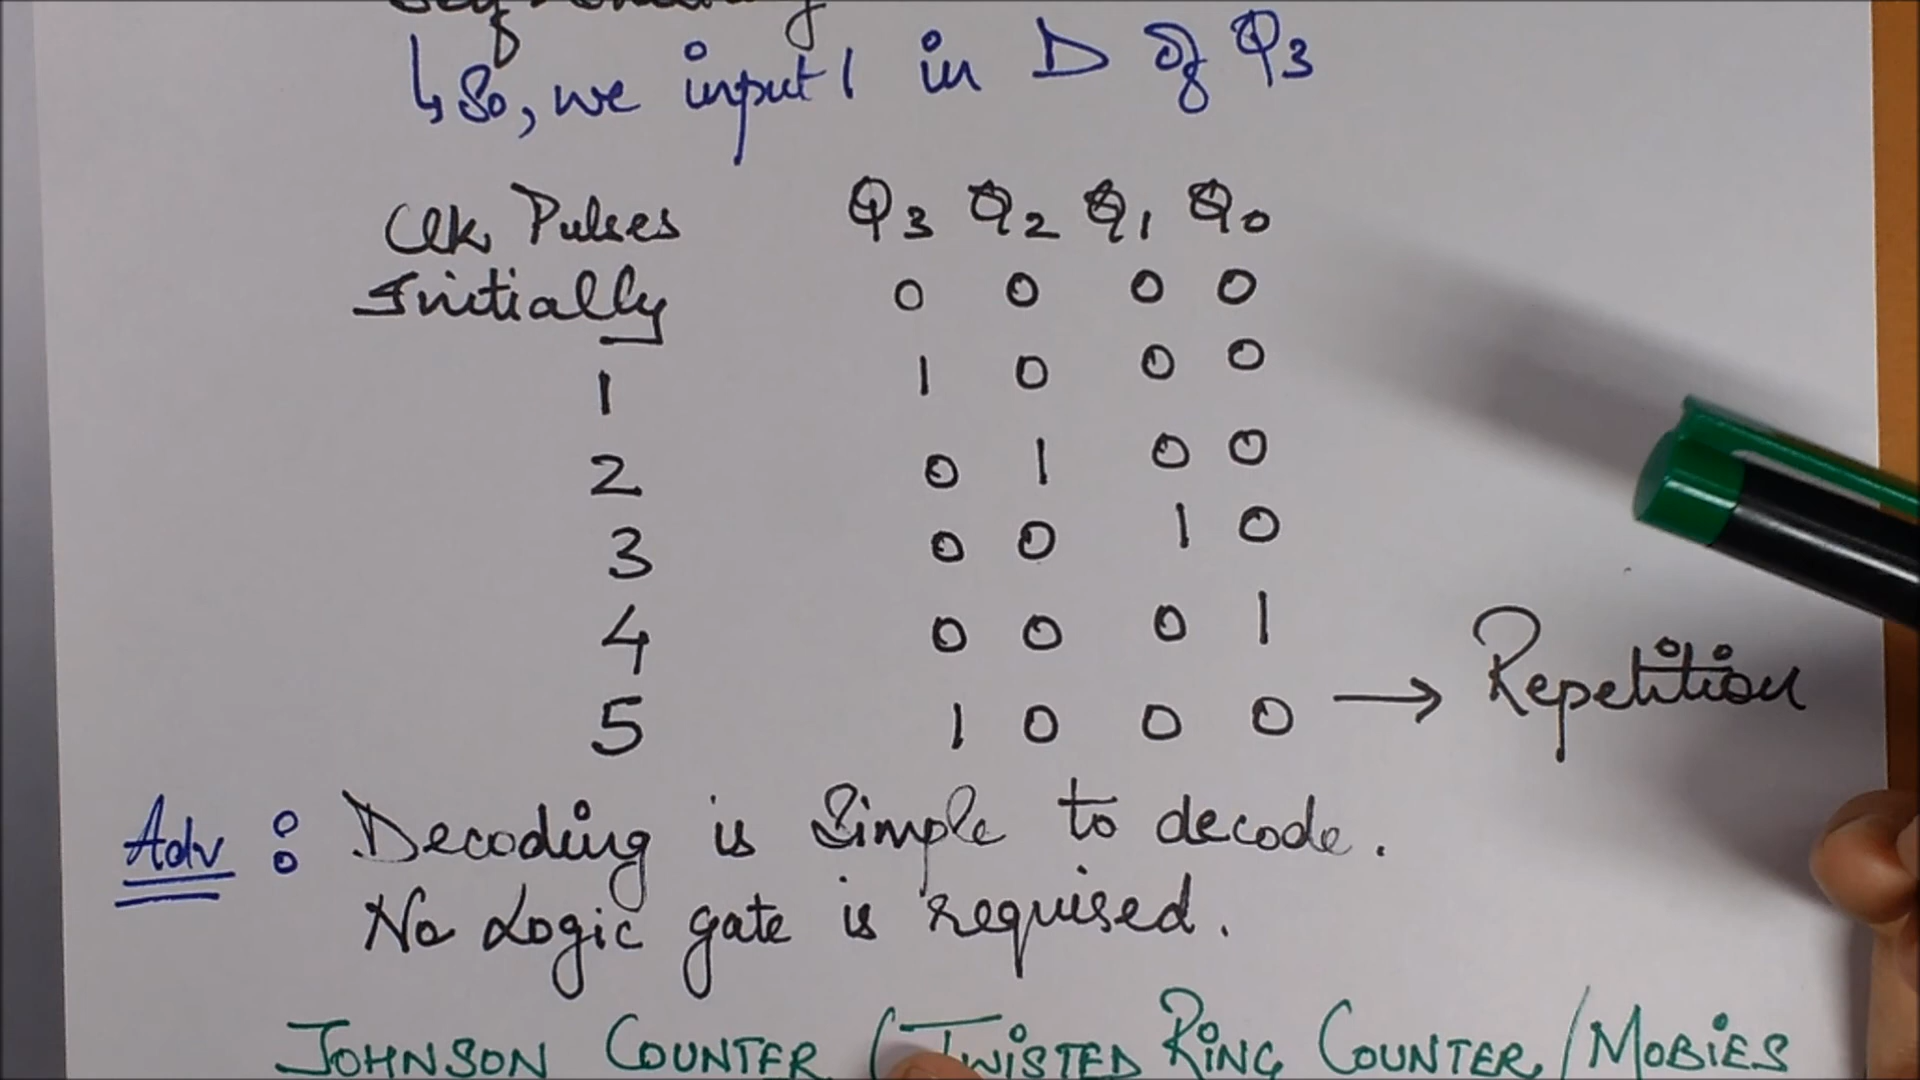 ↳ So, we input 1 in D of Q3
Clk Pulses Q3 Q2 Q1 Q0
Initially 0 0 0 0
1 1 0 0 0
2 0 1 0 0
3 0 0 1 0
4 0 0 0 1
5 1 0 0 0 → Repetition
Adv : Decoding is Simple to decode.
No Logic gate is required.
JOHNSON COUNTER (TWISTED RING COUNTER/MOBIES